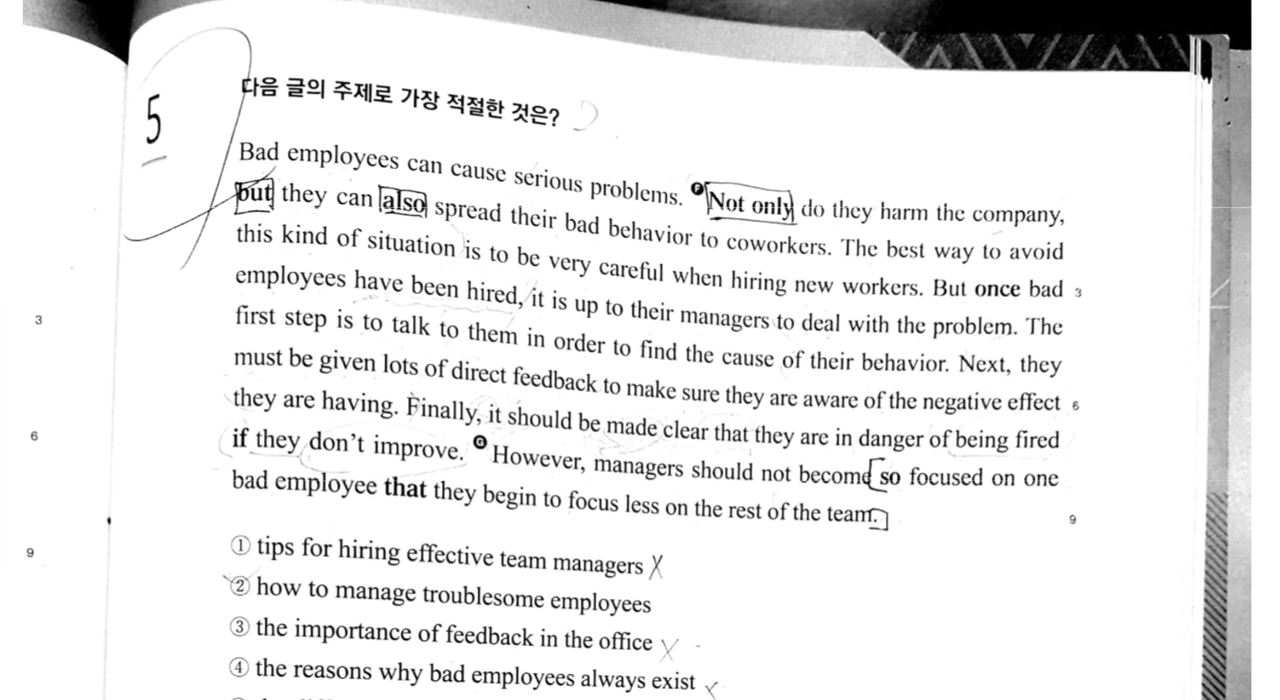 5
다음 글의 주제로 가장 적절한 것은?
Bad employees can cause serious problems. F Not only do they harm the company,
but they can also spread their bad behavior to coworkers. The best way to avoid
this kind of situation is to be very careful when hiring new workers. But once bad 3
employees have been hired, it is up to their managers to deal with the problem. The
first step is to talk to them in order to find the cause of their behavior. Next, they
must be given lots of direct feedback to make sure they are aware of the negative effect 6
they are having. Finally, it should be made clear that they are in danger of being fired
if they don't improve. G However, managers should not become so focused on one
bad employee that they begin to focus less on the rest of the team. 9
① tips for hiring effective team managers
② how to manage troublesome employees
③ the importance of feedback in the office
④ the reasons why bad employees always exist
3
6
9